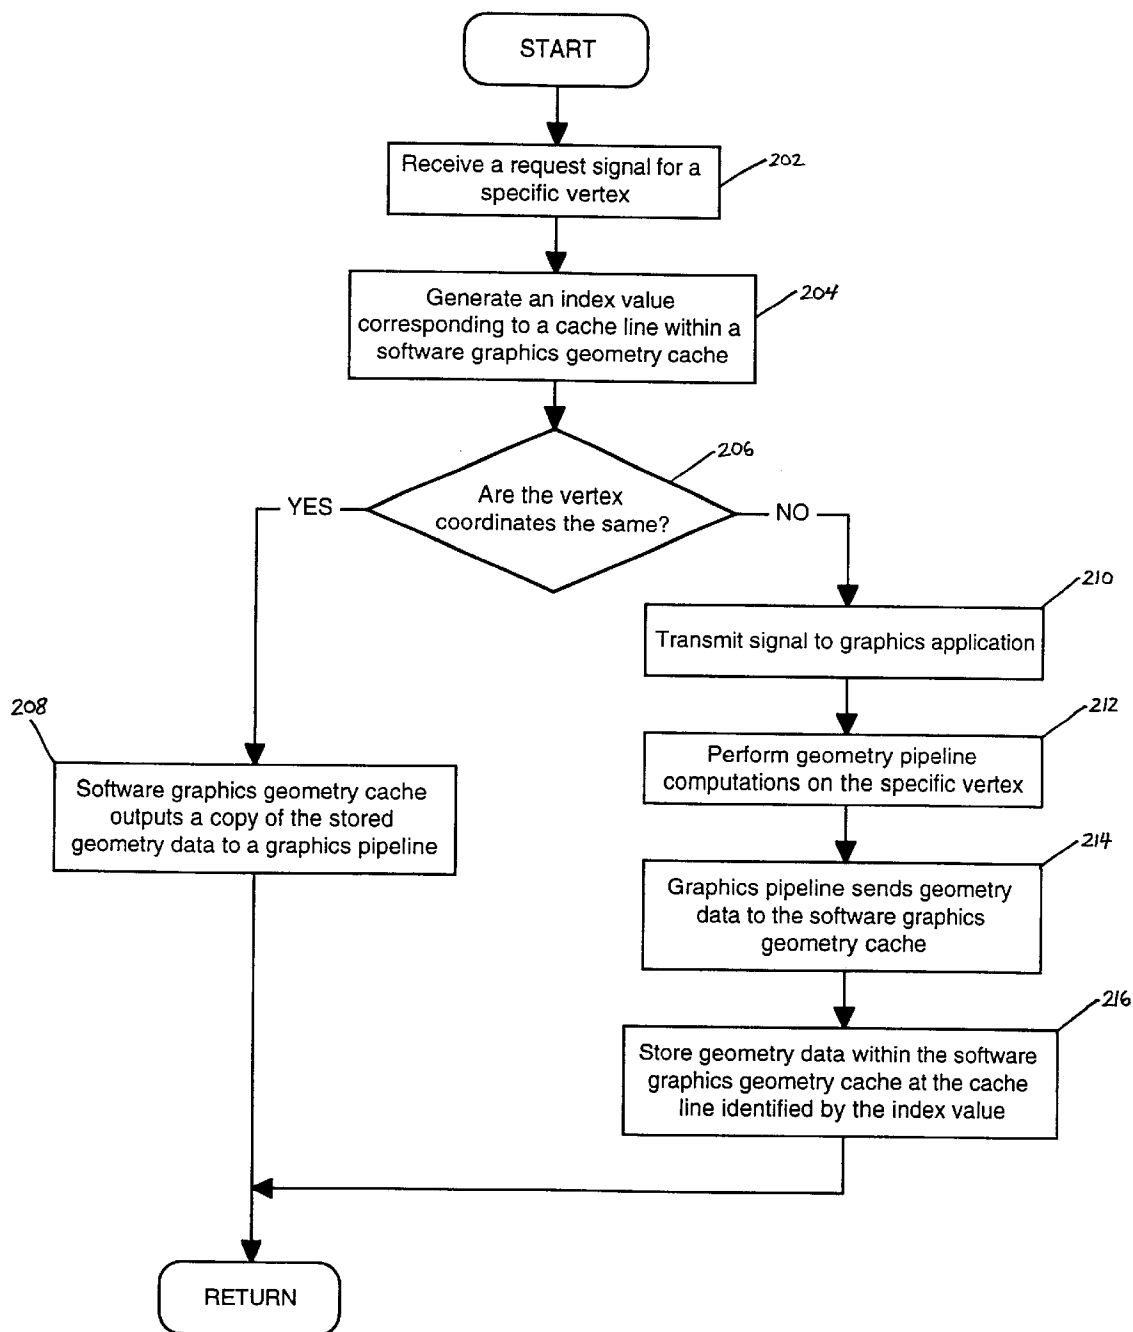 START
Receive a request signal for a
specific vertex
202
Generate an index value
corresponding to a cache line within a
software graphics geometry cache
204
Are the vertex
coordinates the same?
206
YES
NO
210
Transmit signal to graphics application
212
Perform geometry pipeline
computations on the specific vertex
208
Software graphics geometry cache
outputs a copy of the stored
geometry data to a graphics pipeline
214
Graphics pipeline sends geometry
data to the software graphics
geometry cache
216
Store geometry data within the software
graphics geometry cache at the cache
line identified by the index value
RETURN